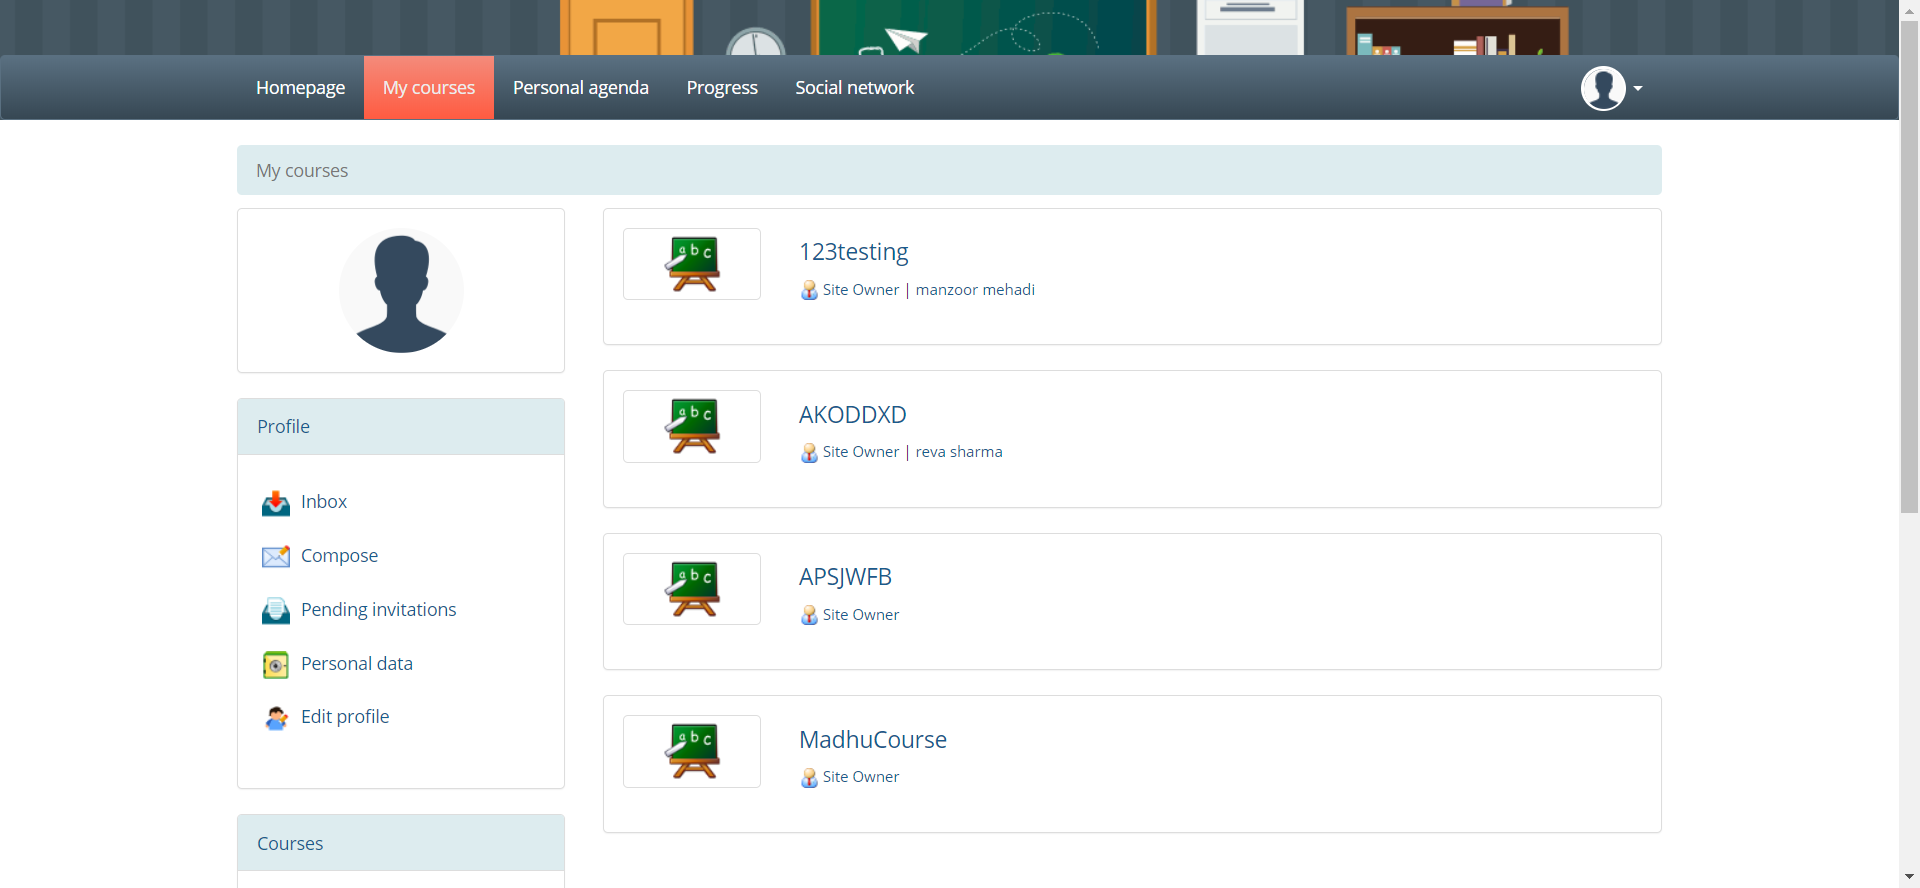 Homepage
My courses
Personal agenda
Progress
Social network
My courses
Profile
Inbox
Compose
Pending invitations
Personal data
Edit profile
Courses
abc
123testing
Site Owner | manzoor mehadi
abc
AKODDXD
Site Owner | reva sharma
abc
APSJWFB
Site Owner
abc
MadhuCourse
Site Owner